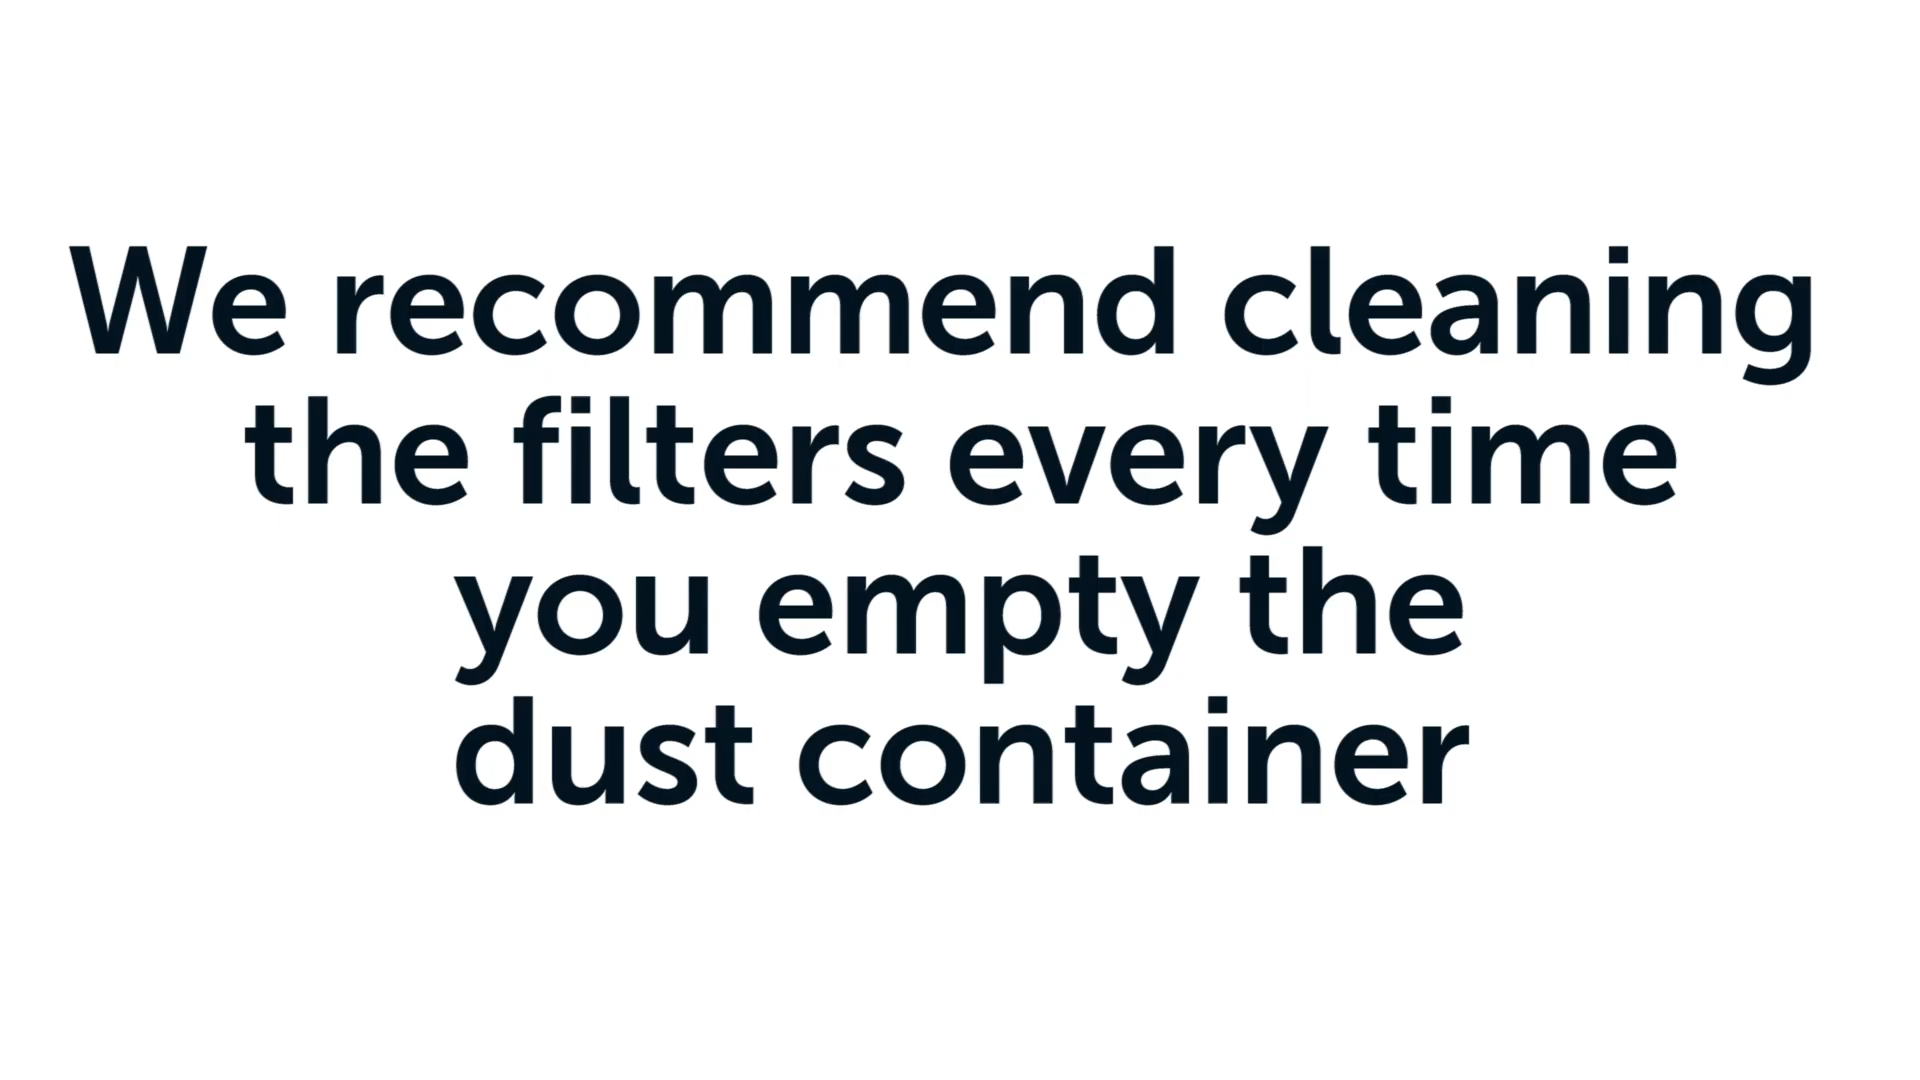 We recommend cleaning
the filters every time
you empty the
dust container